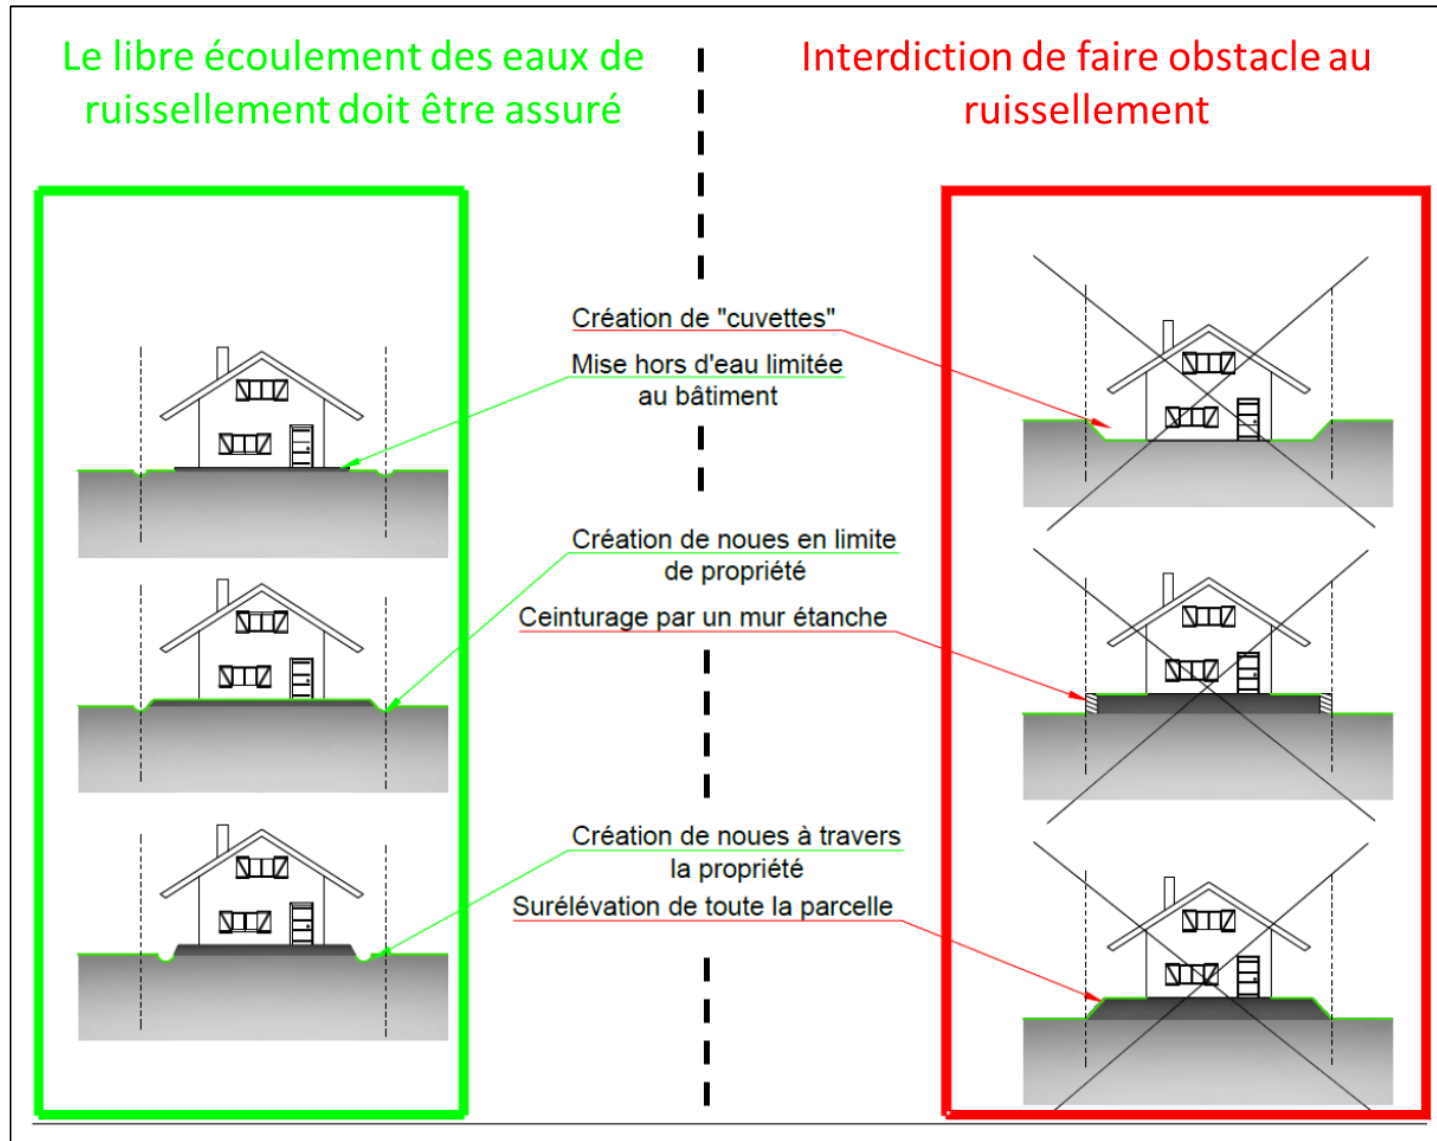 Le libre écoulement des eaux de
ruissellement doit être assuré
Interdiction de faire obstacle au
ruissellement
Création de "cuvettes"
Mise hors d'eau limitée
au bâtiment
Création de noues en limite
de propriété
Ceinturage par un mur étanche
Création de noues à travers
la propriété
Surélévation de toute la parcelle